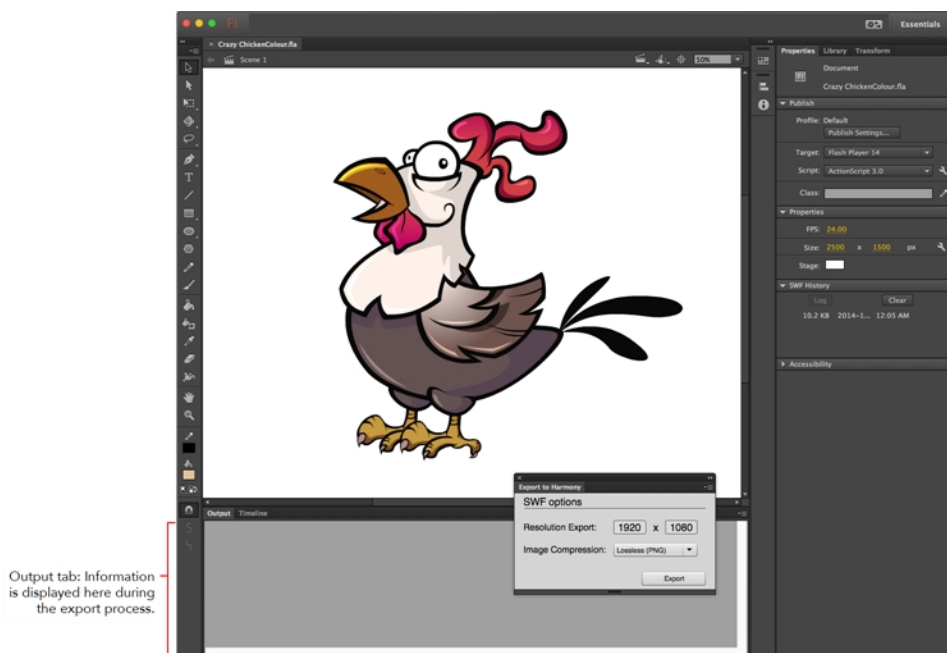 Fl
Essentials
× Crazy ChickenColour.fla
Scene 1
50%
Properties Library Transform
Document
Fl
Crazy ChickenColour.fla
Publish
Profile: Default
Publish Settings...
Target: Flash Player 14
Script: ActionScript 3.0
Class:
Properties
FPS: 24.00
Size: 2500 x 1500 px
Stage:
SWF History
Log Clear
10.2 KB 2014-1... 12:05 AM
Accessibility
Export to Harmony
SWF options
Resolution Export: 1920 x 1080
Image Compression: Lossless (PNG)
Export
Output Timeline
Output tab: Information
is displayed here during
the export process.